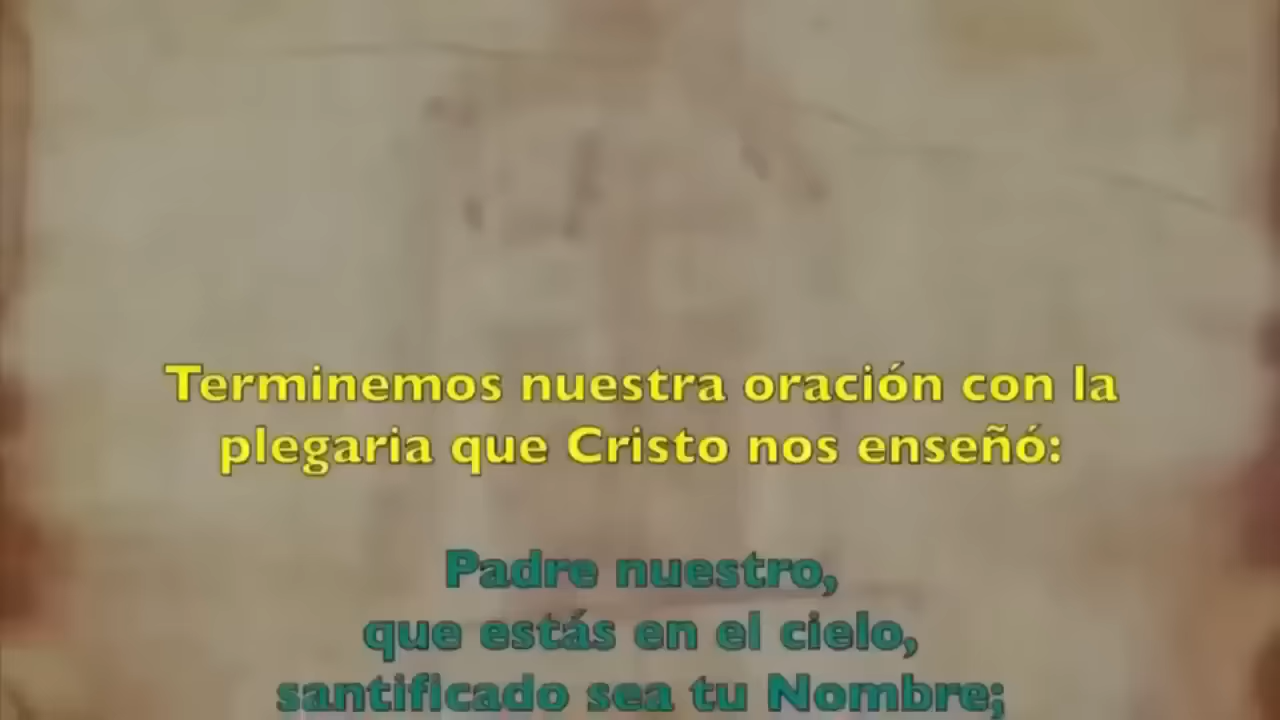 Terminemos nuestra oración con la
plegaria que Cristo nos enseñó:
Padre nuestro,
que estás en el cielo,
santificado sea tu Nombre;